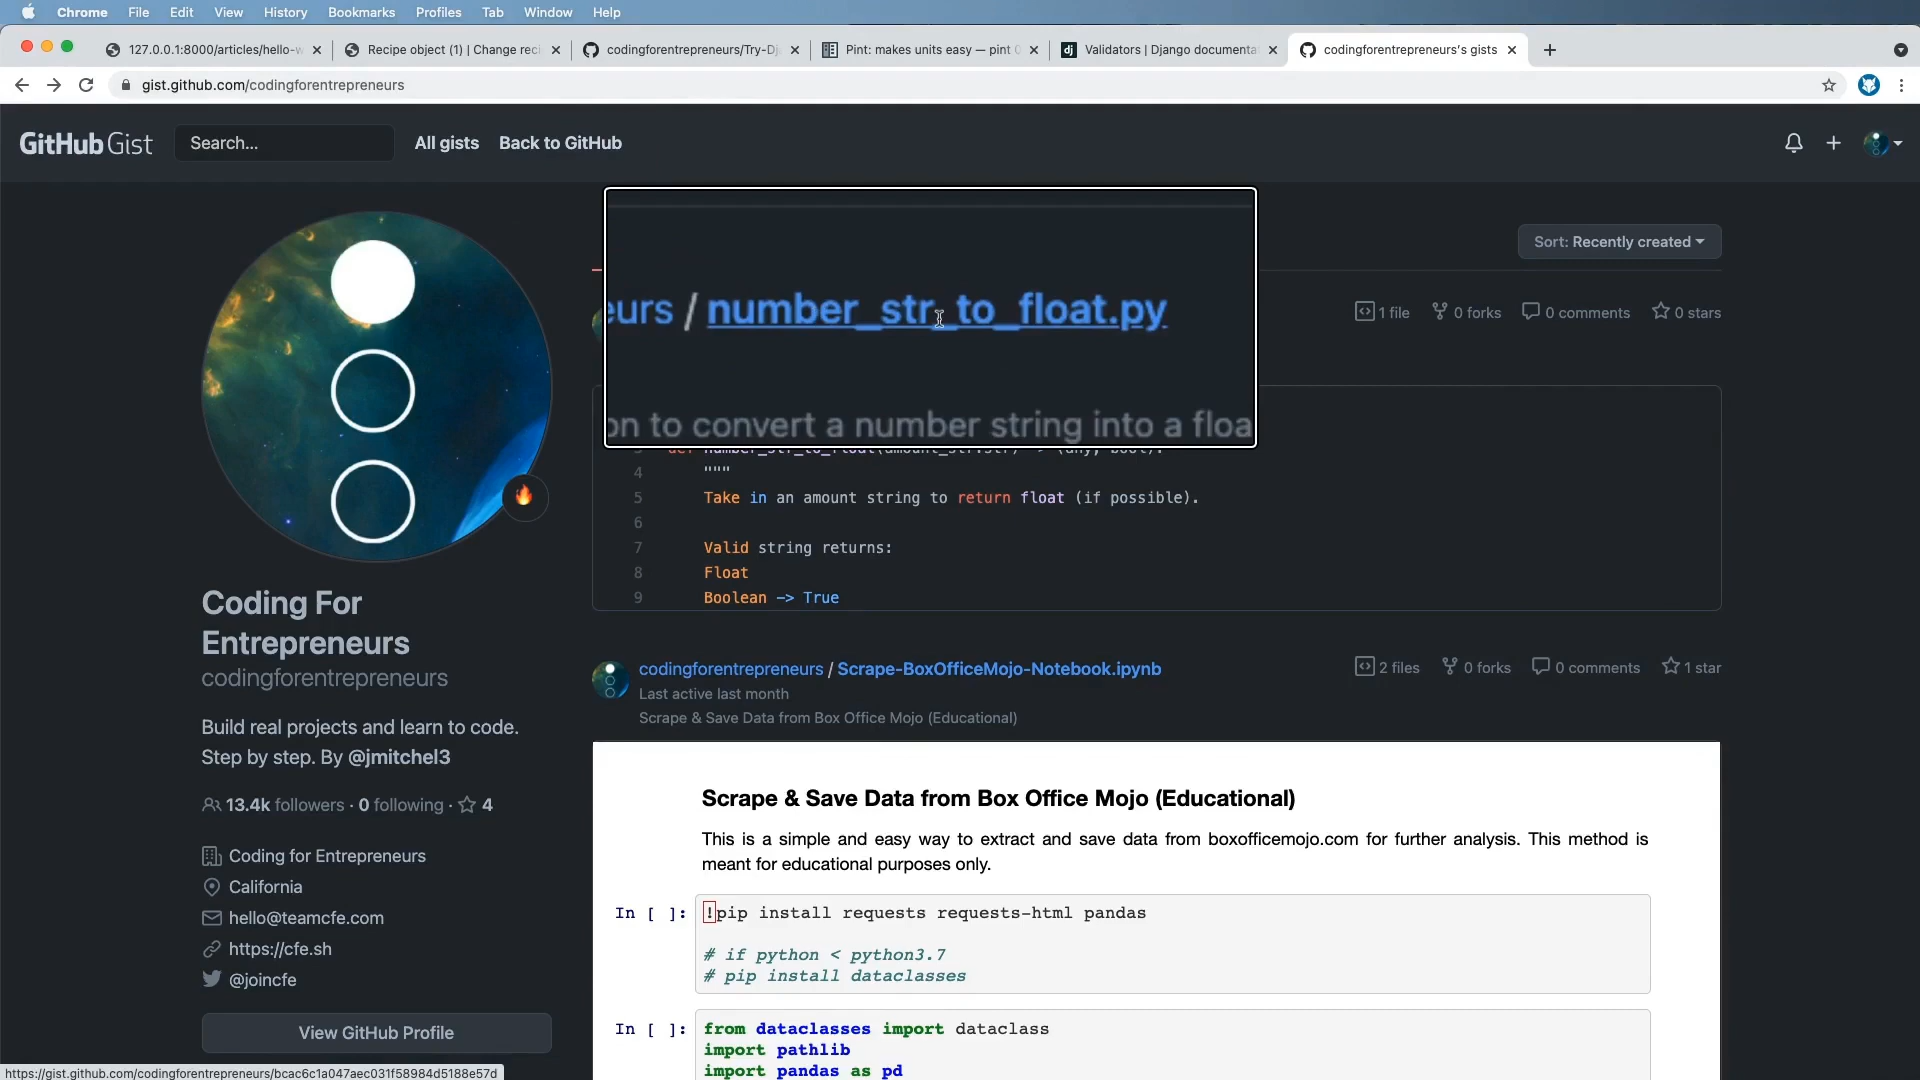 Chrome File Edit View History Bookmarks Profiles Tab Window Help
127.0.0.1:8000/articles/hello-w
Recipe object (1) | Change reci
codingforentrepreneurs/Try-Dj
Pint: makes units easy — pint 0
Validators | Django documenta
codingforentrepreneurs's gists
gist.github.com/codingforentrepreneurs
GitHub Gist Search... All gists Back to GitHub
Sort: Recently created
eurs / number_str_to_float.py
1 file 0 forks 0 comments 0 stars
on to convert a number string into a floa
4 """
5 Take in an amount string to return float (if possible).
6
7 Valid string returns:
8 Float
9 Boolean -> True
Coding For
Entrepreneurs
codingforentrepreneurs
Build real projects and learn to code.
Step by step. By @jmitchel3
13.4k followers · 0 following · 4
Coding for Entrepreneurs
California
hello@teamcfe.com
https://cfe.sh
@joincfe
View GitHub Profile
codingforentrepreneurs / Scrape-BoxOfficeMojo-Notebook.ipynb
2 files 0 forks 0 comments 1 star
Last active last month
Scrape & Save Data from Box Office Mojo (Educational)
Scrape & Save Data from Box Office Mojo (Educational)
This is a simple and easy way to extract and save data from boxofficemojo.com for further analysis. This method is
meant for educational purposes only.
In [ ]: !pip install requests requests-html pandas
# if python < python3.7
# pip install dataclasses
In [ ]: from dataclasses import dataclass
import pathlib
import pandas as pd
https://gist.github.com/codingforentrepreneurs/bcac6c1a047aec031f58984d5188e57d